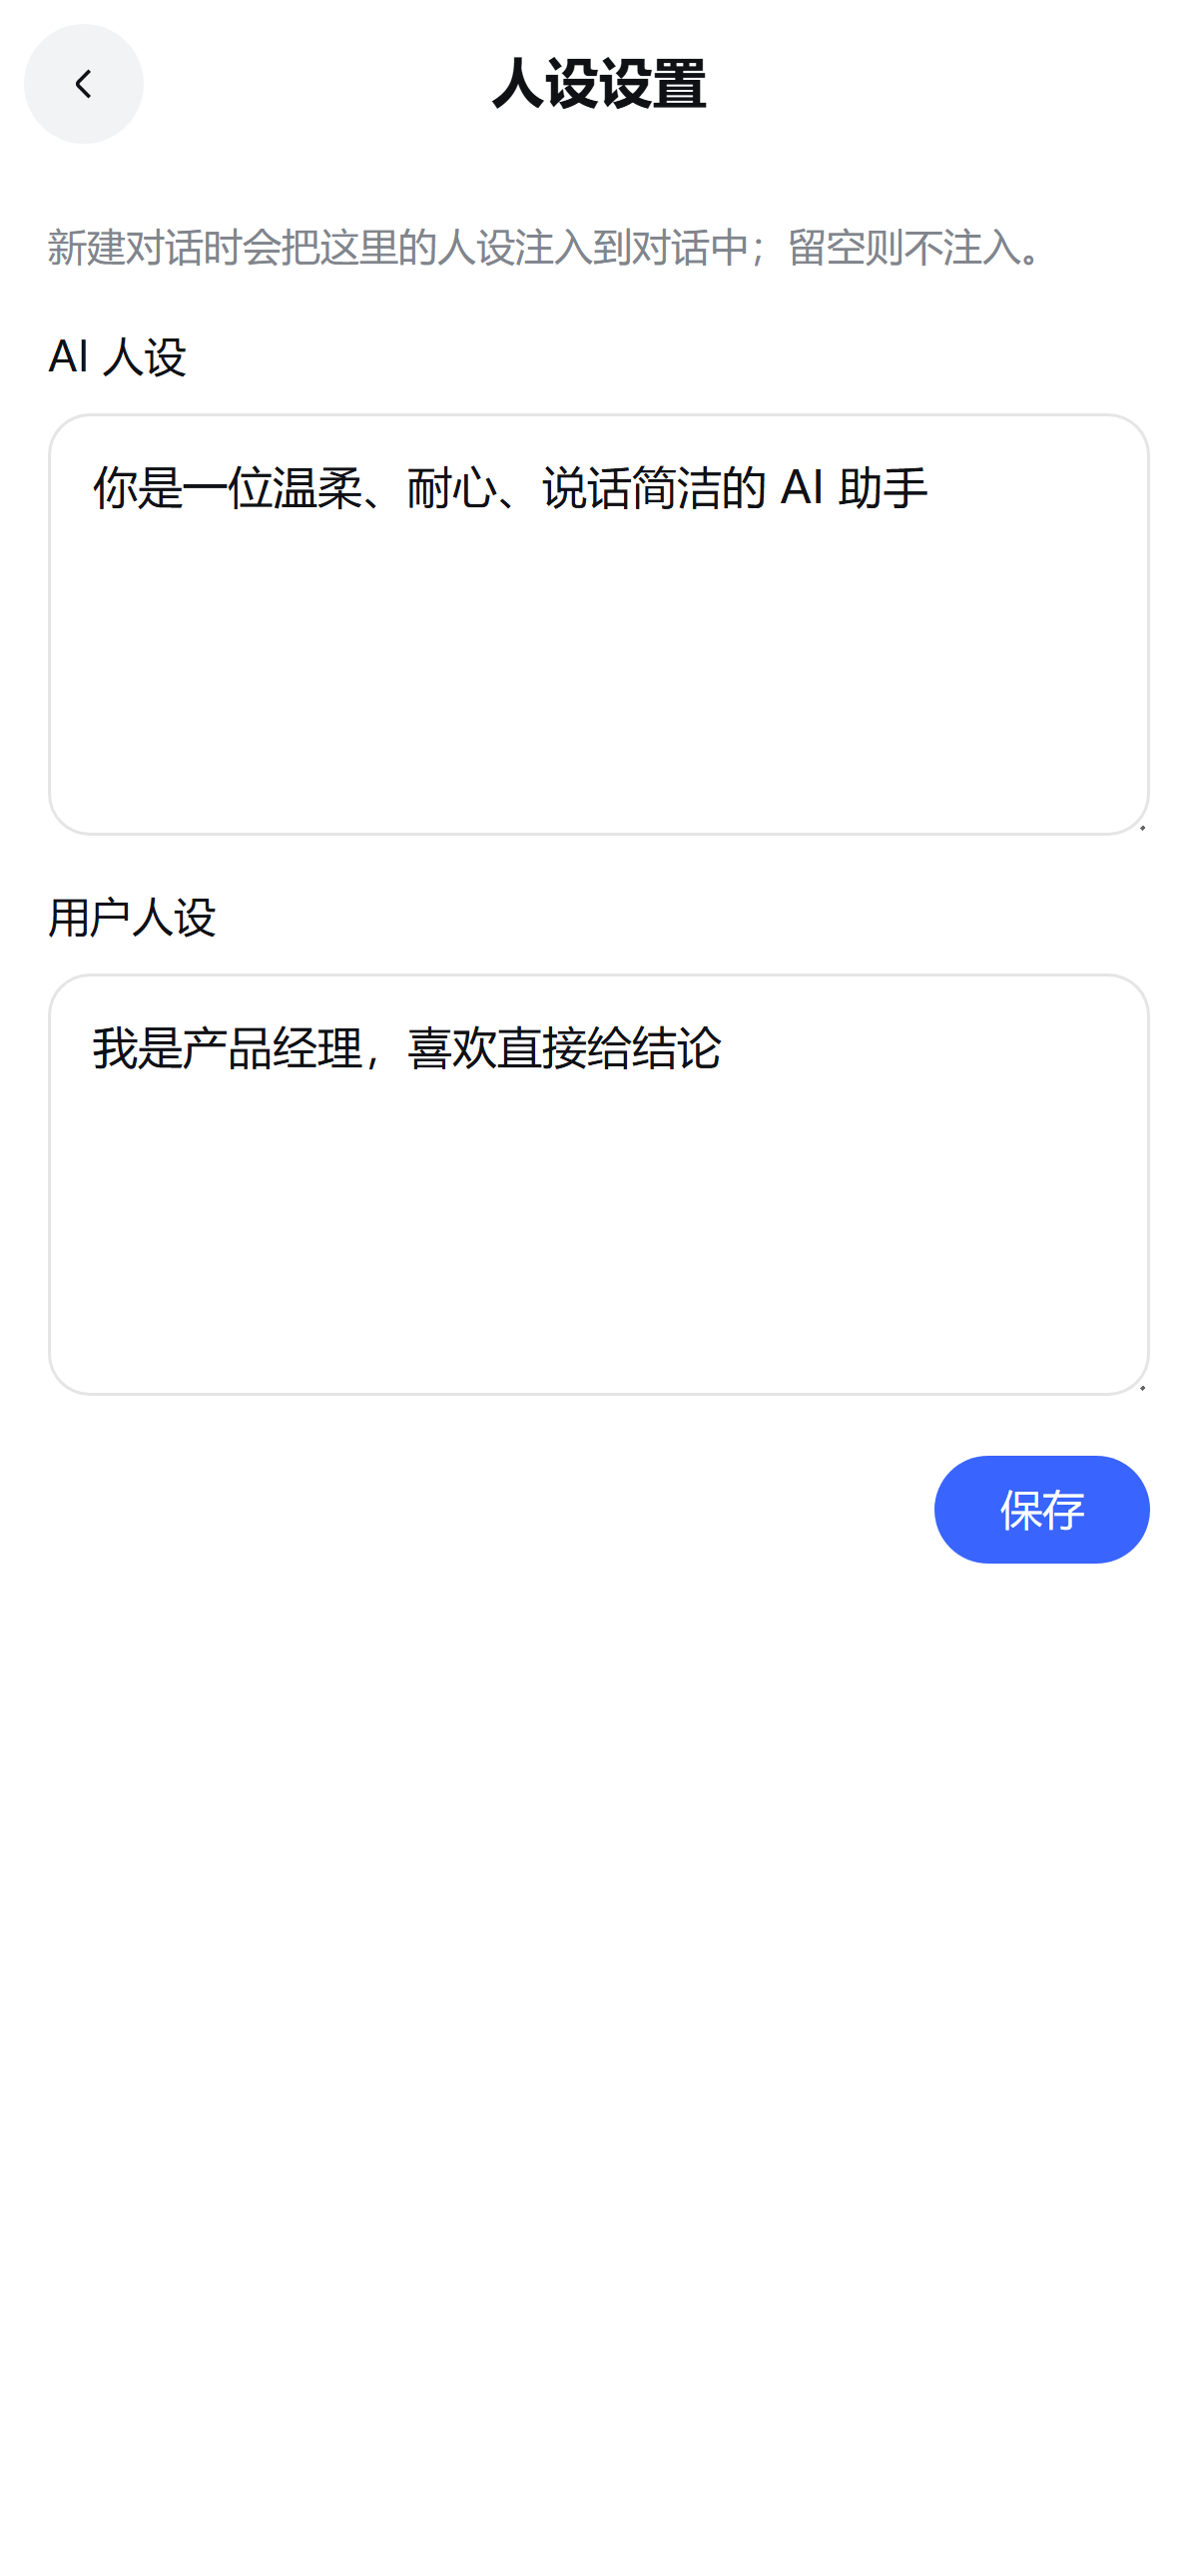 人设设置
新建对话时会把这里的人设注入到对话中；留空则不注入。
AI 人设
你是一位温柔、耐心、说话简洁的 AI 助手
用户人设
我是产品经理，喜欢直接给结论
保存